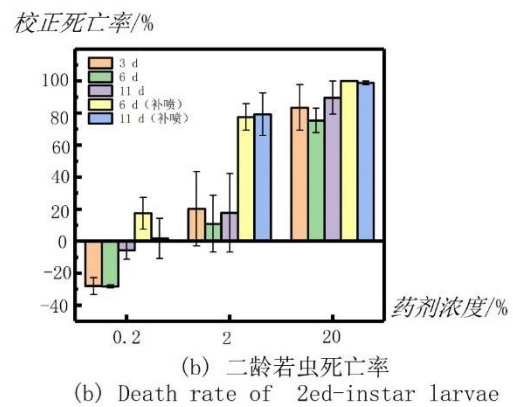 校正死亡率/%
3 d
6 d
11 d
6 d (补喷)
11 d (补喷)
100
80
60
40
20
0
-20
-40
0.2
2
20
药剂浓度/%
(b) 二龄若虫死亡率
(b) Death rate of 2ed-instar larvae